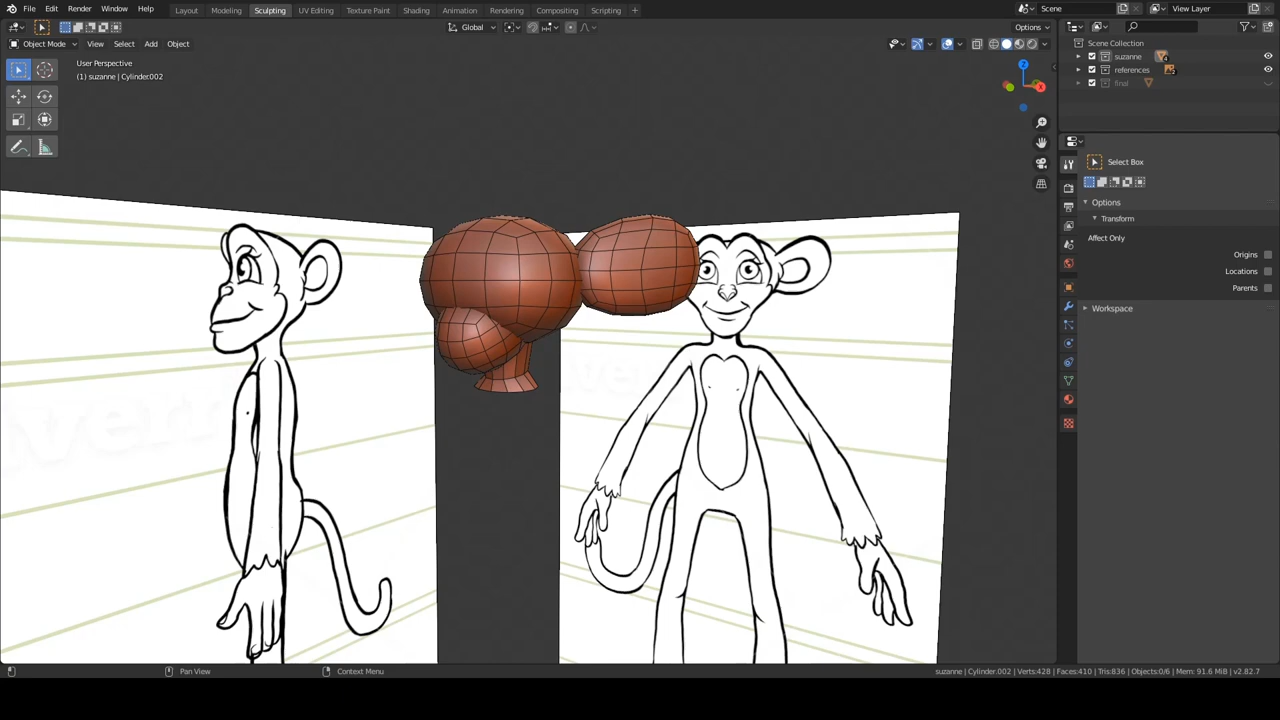 File Edit Render Window Help
Layout Modeling Sculpting UV Editing Texture Paint Shading Animation Rendering Compositing Scripting +
Scene
View Layer
Global
Options
Object Mode View Select Add Object
User Perspective
(1) suzanne | Cylinder.002
Z
X
Scene Collection
suzanne
4
references
final
Select Box
Options
Transform
Affect Only
Origins
Locations
Parents
Workspace
Pan View
Context Menu
suzanne | Cylinder.002 | Verts:428 | Faces:410 | Tris:836 | Objects:0/6 | Mem: 91.6 MiB | v2.82.7